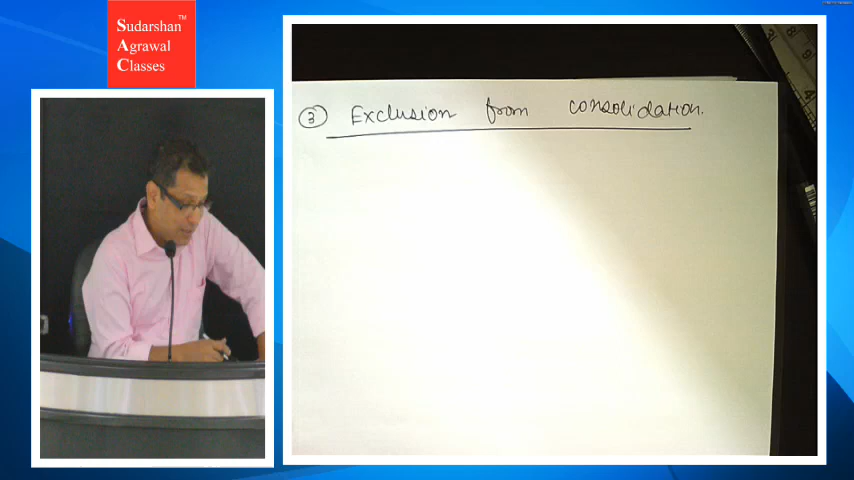 Sudarshan™
Agrawal
Classes
③ Exclusion from consolidation.